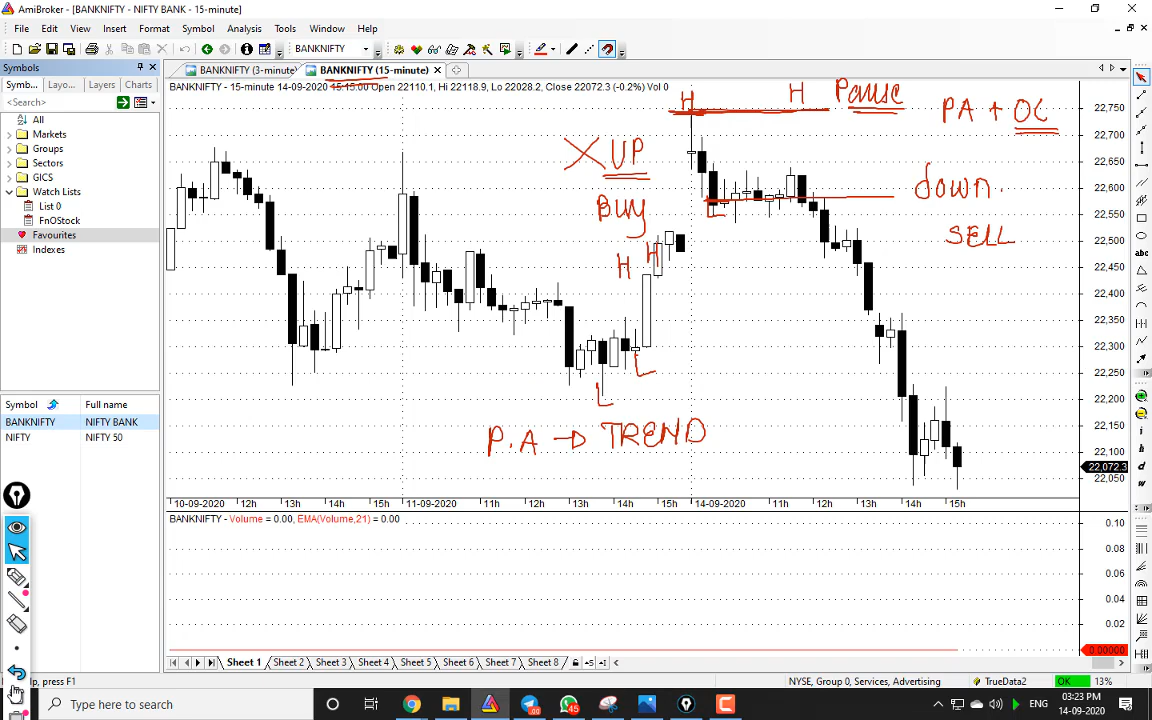 AmiBroker - [BANKNIFTY - NIFTY BANK - 15-minute]
File Edit View Insert Format Symbol Analysis Tools Window Help
BANKNIFTY
Symbols
BANKNIFTY (3-minute)
BANKNIFTY (15-minute)
Symb... Layo... Layers Charts
<Search>
All
Markets
Groups
Sectors
GICS
Watch Lists
List 0
FnOStock
Favourites
Indexes
Symbol Full name
BANKNIFTY NIFTY BANK
NIFTY NIFTY 50
BANKNIFTY - 15-minute 14-09-2020 15:15:00 Open 22110.1, Hi 22118.9, Lo 22028.2, Close 22072.3 (-0.2%) Vol 0
H H Pause PA + OC
X UP
BUY
down.
SELL
H H
L
L
L
P.A → TREND
22,750
22,700
22,650
22,600
22,550
22,500
22,450
22,400
22,350
22,300
22,250
22,200
22,150
22,100
22,072.3
22,050
10-09-2020 12h 13h 14h 15h 11-09-2020 11h 12h 13h 14h 15h 14-09-2020 11h 12h 13h 14h 15h
BANKNIFTY - Volume = 0.00, EMA(Volume,21) = 0.00
0.10
0.08
0.06
0.04
0.02
0.00000
Sheet 1 Sheet 2 Sheet 3 Sheet 4 Sheet 5 Sheet 6 Sheet 7 Sheet 8
lp, press F1
NYSE, Group 0, Services, Advertising TrueData2 OK 13%
Type here to search
45
03:23 PM
14-09-2020
abc